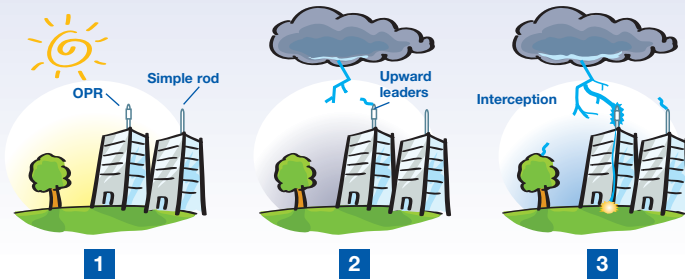 OPR
Simple rod
Upward
leaders
Interception
1
2
3